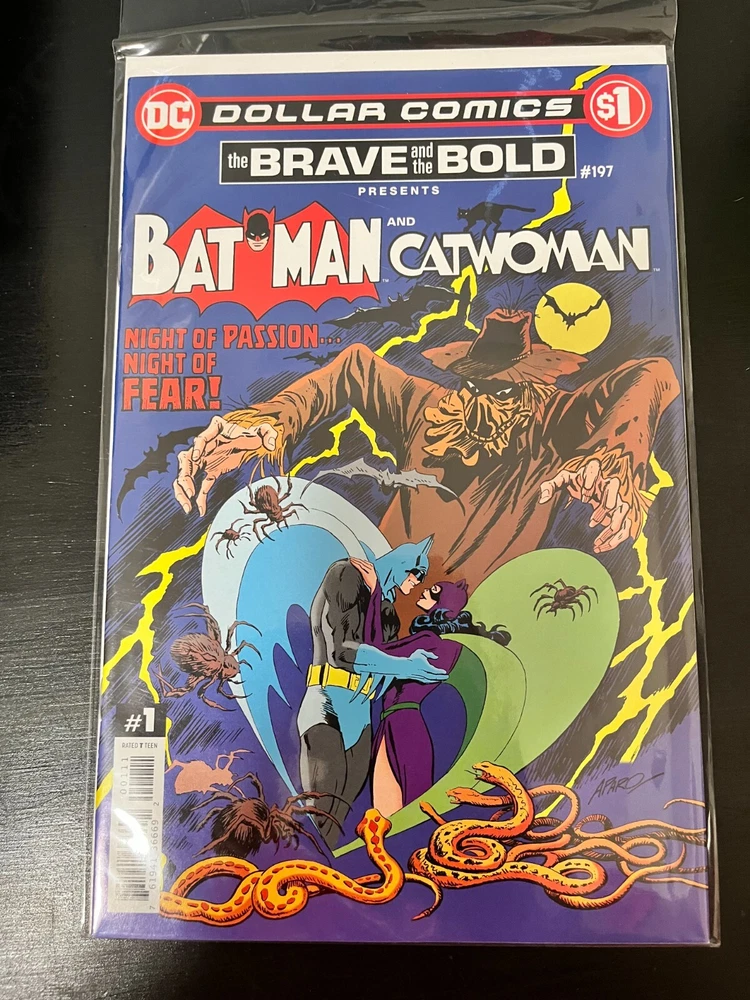 DC DOLLAR COMICS $1
the BRAVE and the BOLD #197
PRESENTS
BATMAN AND CATWOMAN
NIGHT OF PASSION...
NIGHT OF
FEAR!
#1
RATED T TEEN
00111
APARO